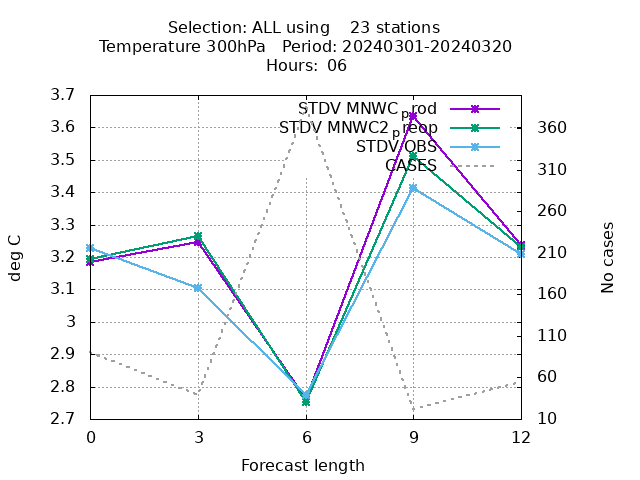 Selection: ALL using    23 stations
Temperature 300hPa   Period: 20240301-20240320
Hours:  06
3.7
3.6
3.5
3.4
3.3
3.2
3.1
3
2.9
2.8
2.7
deg C
STDV MNWC_prod
STDV MNWC2_preop
STDV OBS
CASES
360
310
260
210
160
110
60
10
No cases
0
3
6
9
12
Forecast length